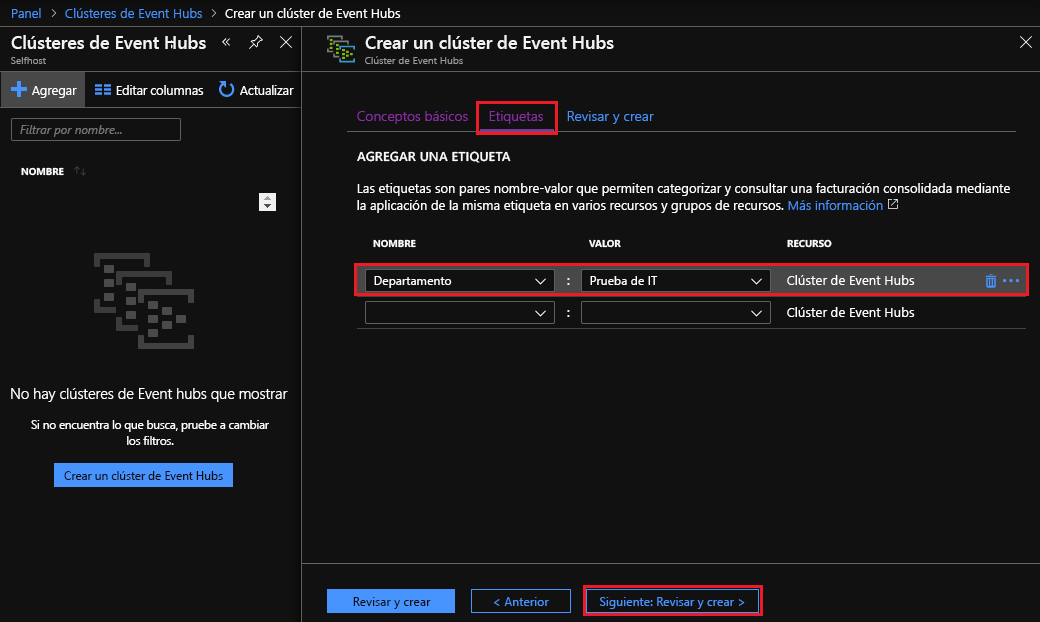 Panel > Clústeres de Event Hubs > Crear un clúster de Event Hubs
Clústeres de Event Hubs «
Selfhost
Agregar Editar columnas Actualizar
Filtrar por nombre...
NOMBRE
No hay clústeres de Event hubs que mostrar
Si no encuentra lo que busca, pruebe a cambiar
los filtros.
Crear un clúster de Event Hubs
Crear un clúster de Event Hubs
Clúster de Event Hubs
Conceptos básicos Etiquetas Revisar y crear
AGREGAR UNA ETIQUETA
Las etiquetas son pares nombre-valor que permiten categorizar y consultar una facturación consolidada mediante
la aplicación de la misma etiqueta en varios recursos y grupos de recursos. Más información
NOMBRE VALOR RECURSO
Departamento : Prueba de IT Clúster de Event Hubs
: Clúster de Event Hubs
Revisar y crear < Anterior Siguiente: Revisar y crear >